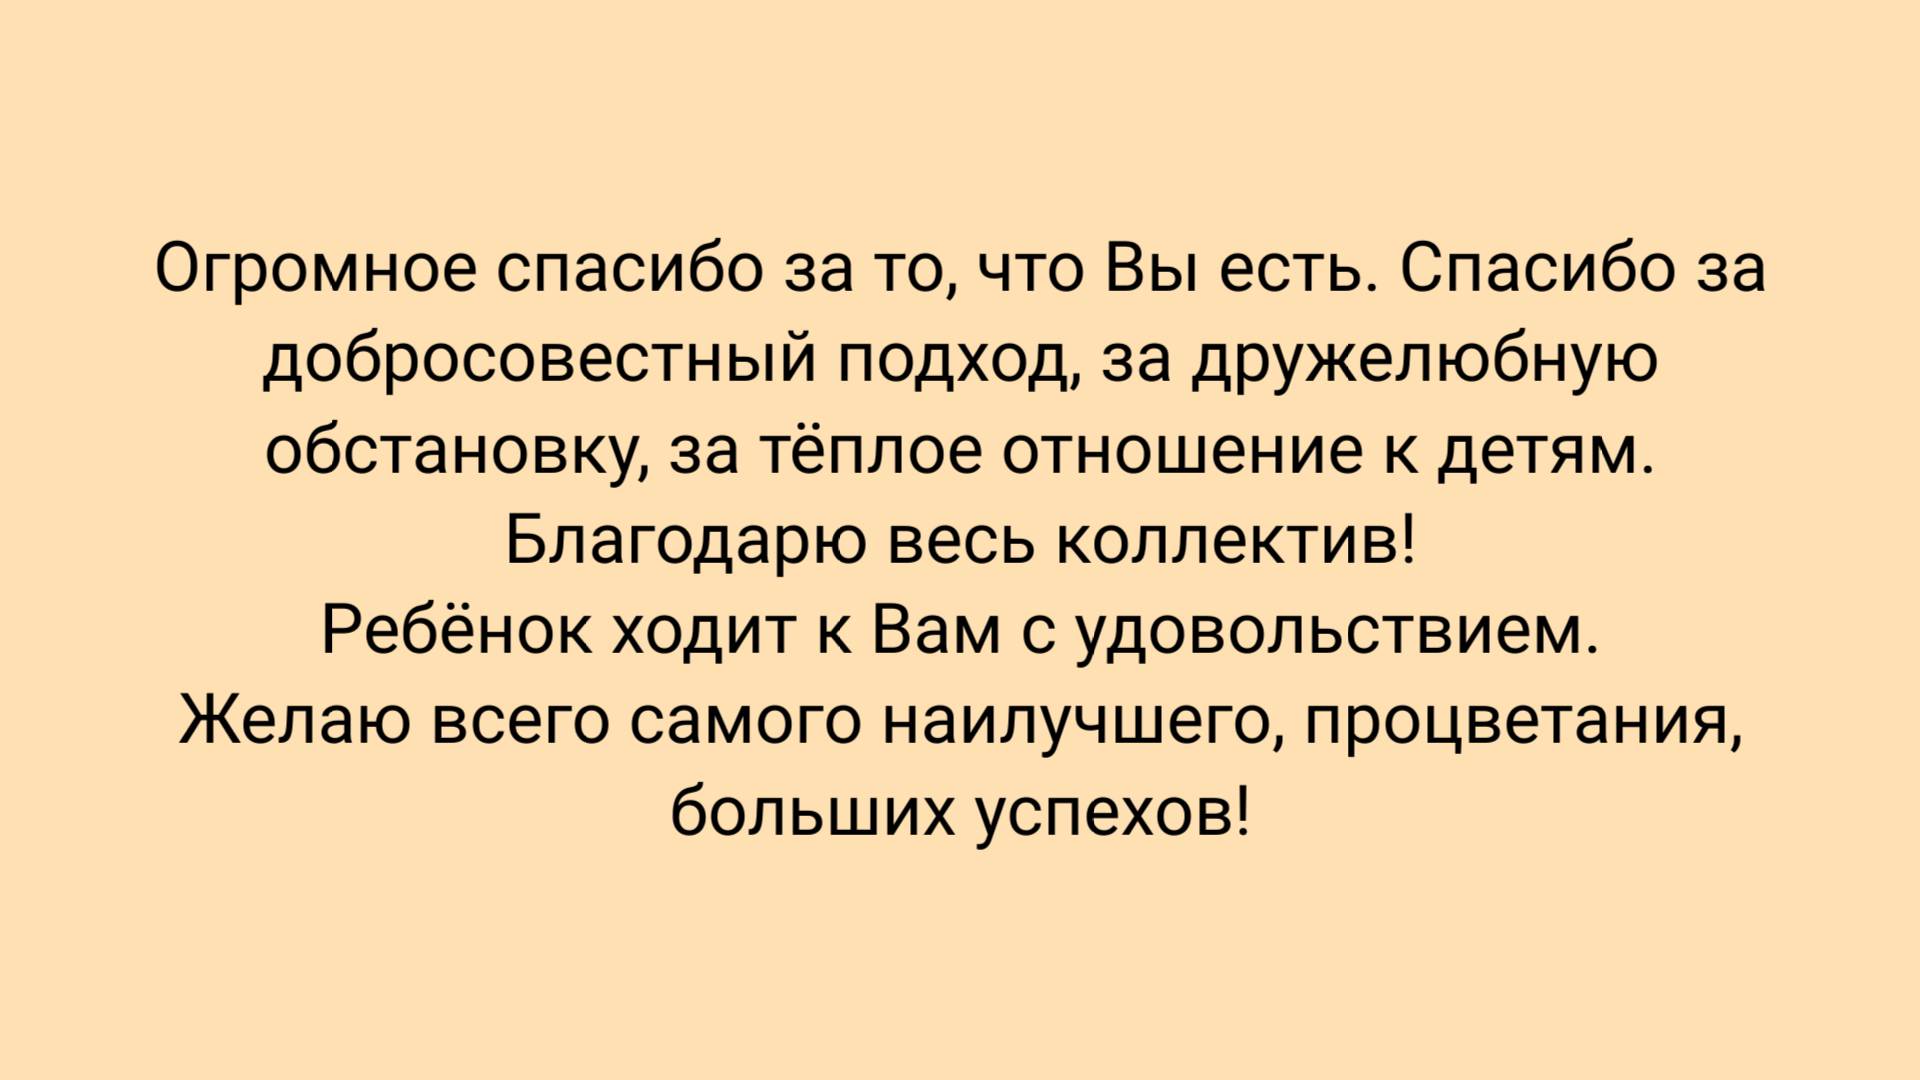 Огромное спасибо за то, что Вы есть. Спасибо за
добросовестный подход, за дружелюбную
обстановку, за тёплое отношение к детям.
Благодарю весь коллектив!
Ребёнок ходит к Вам с удовольствием.
Желаю всего самого наилучшего, процветания,
больших успехов!